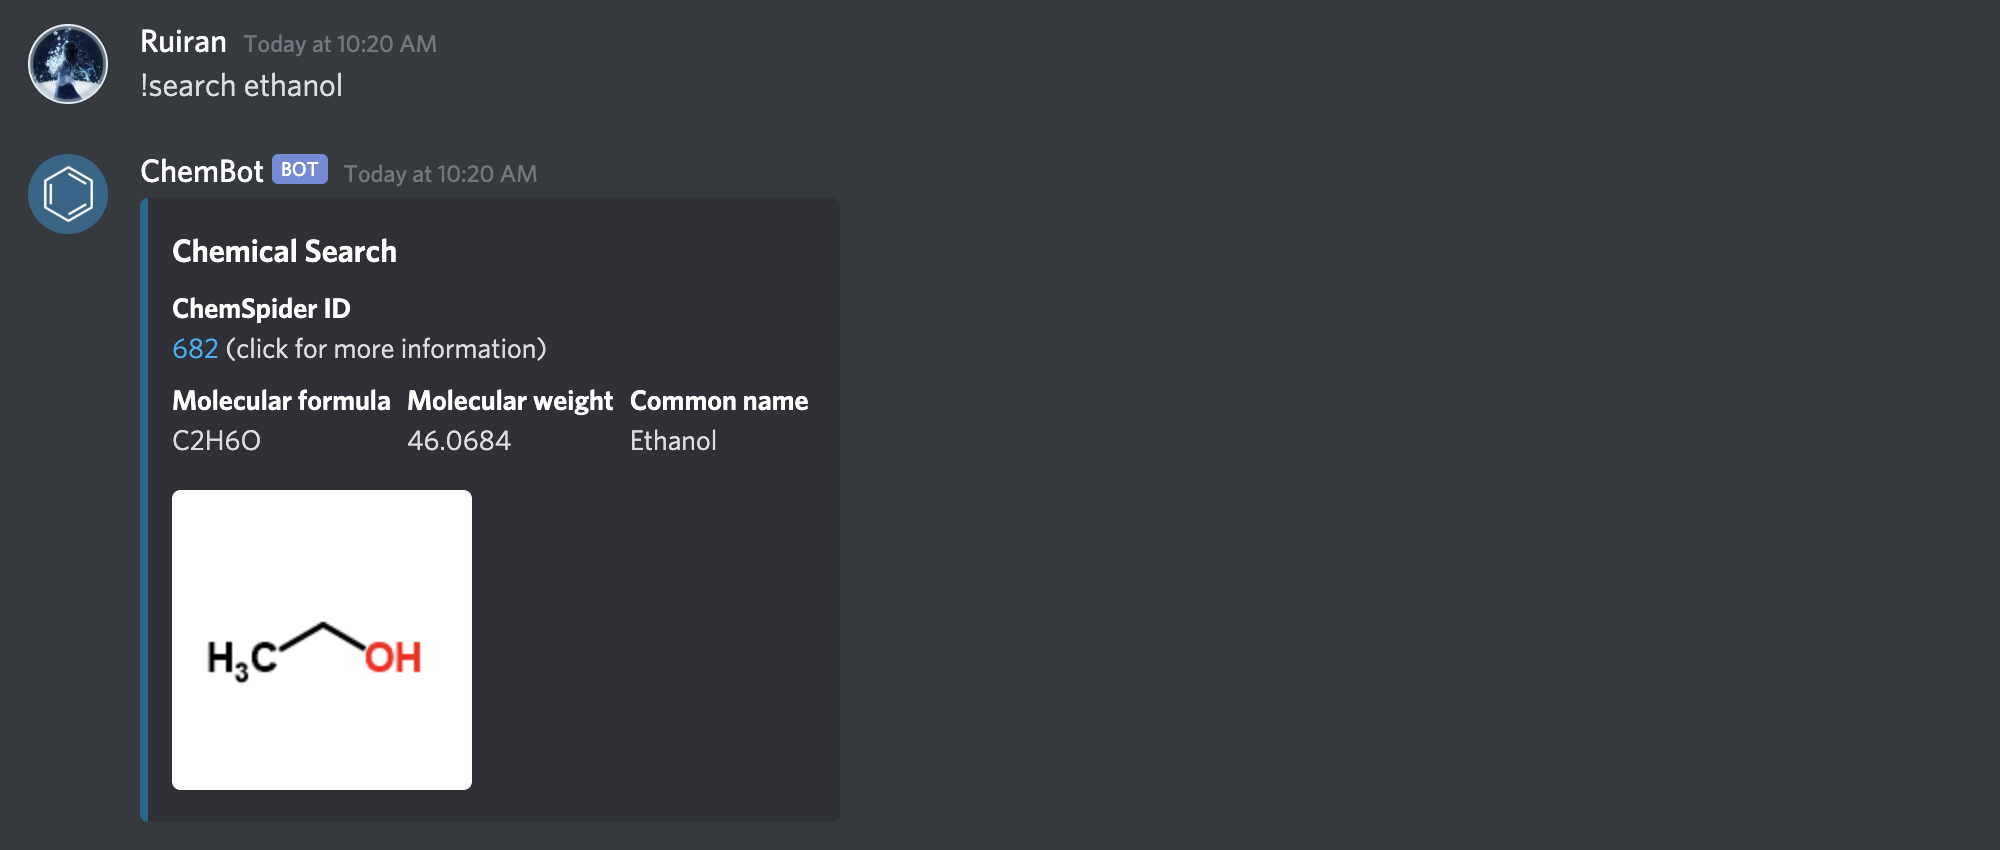 Ruiran Today at 10:20 AM
!search ethanol
ChemBot BOT Today at 10:20 AM
Chemical Search
ChemSpider ID
682 (click for more information)
Molecular formula Molecular weight Common name
C2H6O 46.0684 Ethanol
H₃C OH